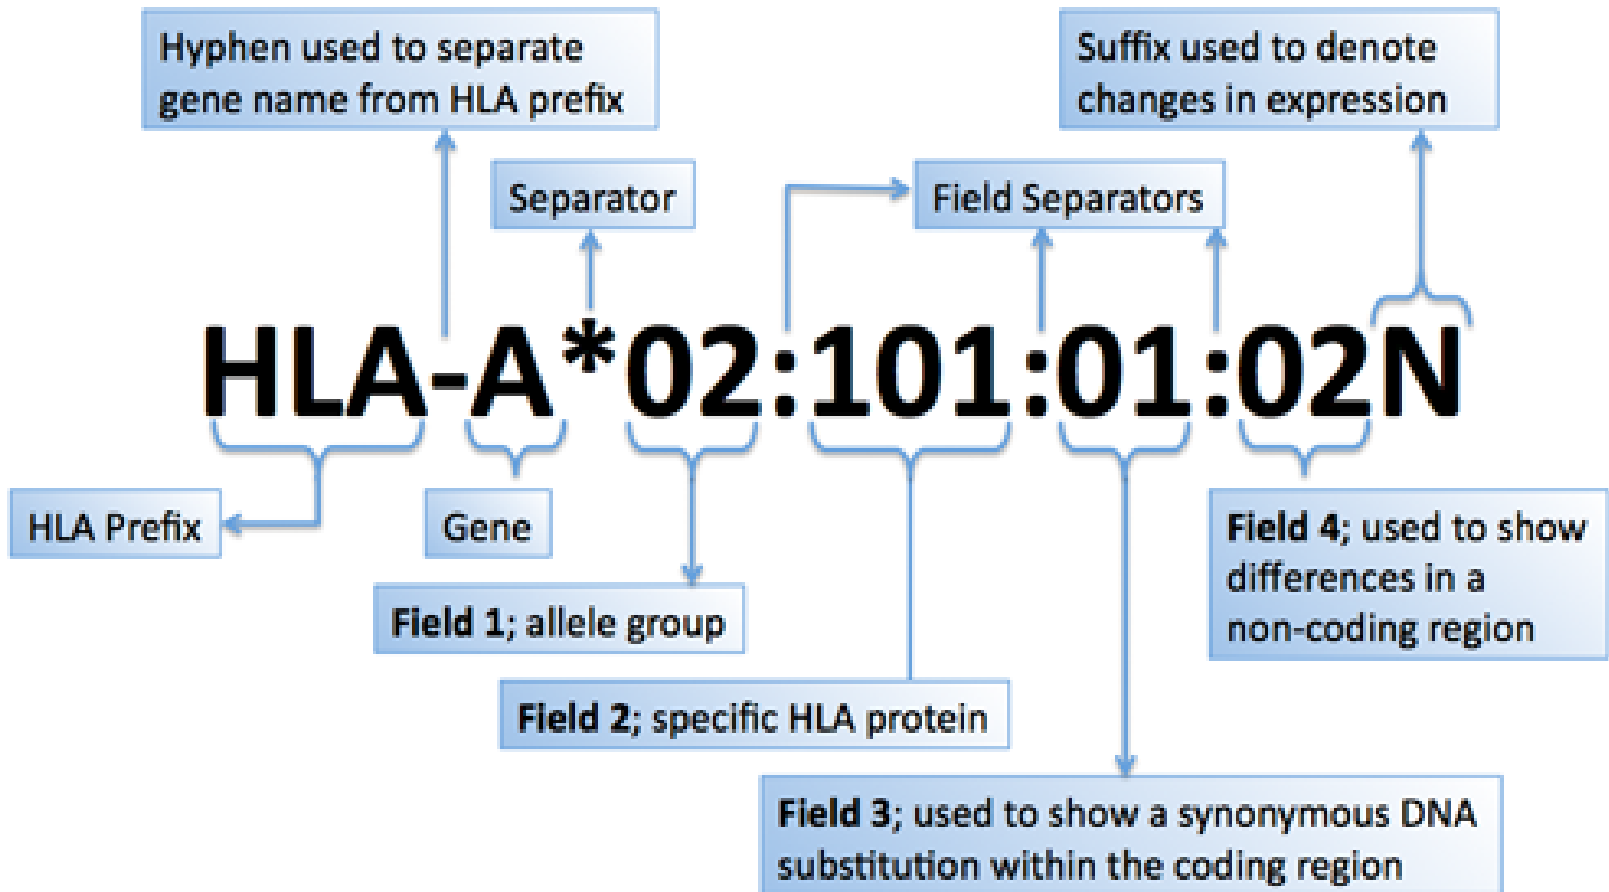 Hyphen used to separate
gene name from HLA prefix
Suffix used to denote
changes in expression
Separator
Field Separators
HLA-A*02:101:01:02N
HLA Prefix
Gene
Field 1; allele group
Field 2; specific HLA protein
Field 3; used to show a synonymous DNA
substitution within the coding region
Field 4; used to show
differences in a
non-coding region